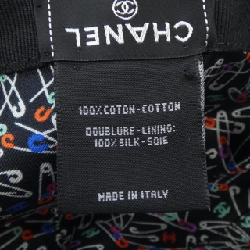 CHANEL
100% COTON-COTTON
DOUBLURE-LINING:
100% SILK-SOIE
MADE IN ITALY